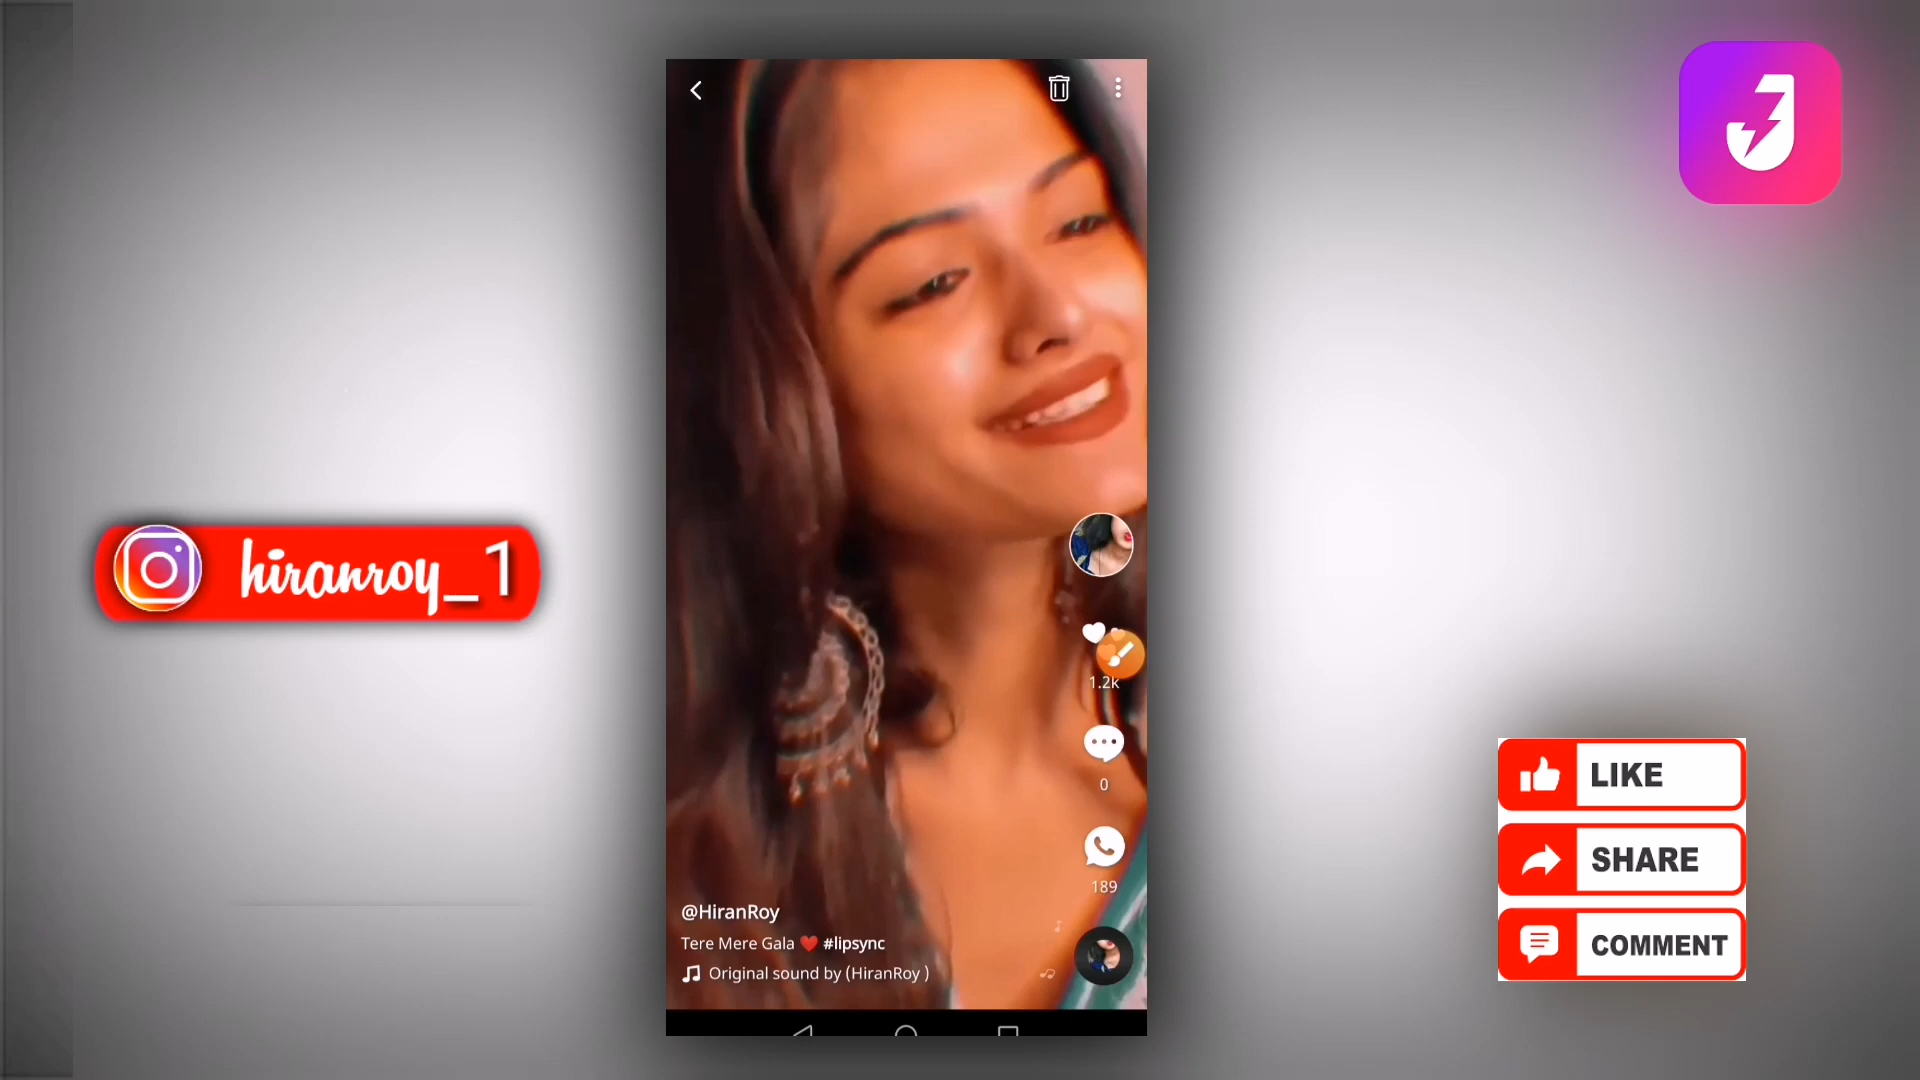 hiranroy_1
1.2k
0
189
@HiranRoy
Tere Mere Gala ❤️ #lipsync
Original sound by (HiranRoy )
LIKE
SHARE
COMMENT